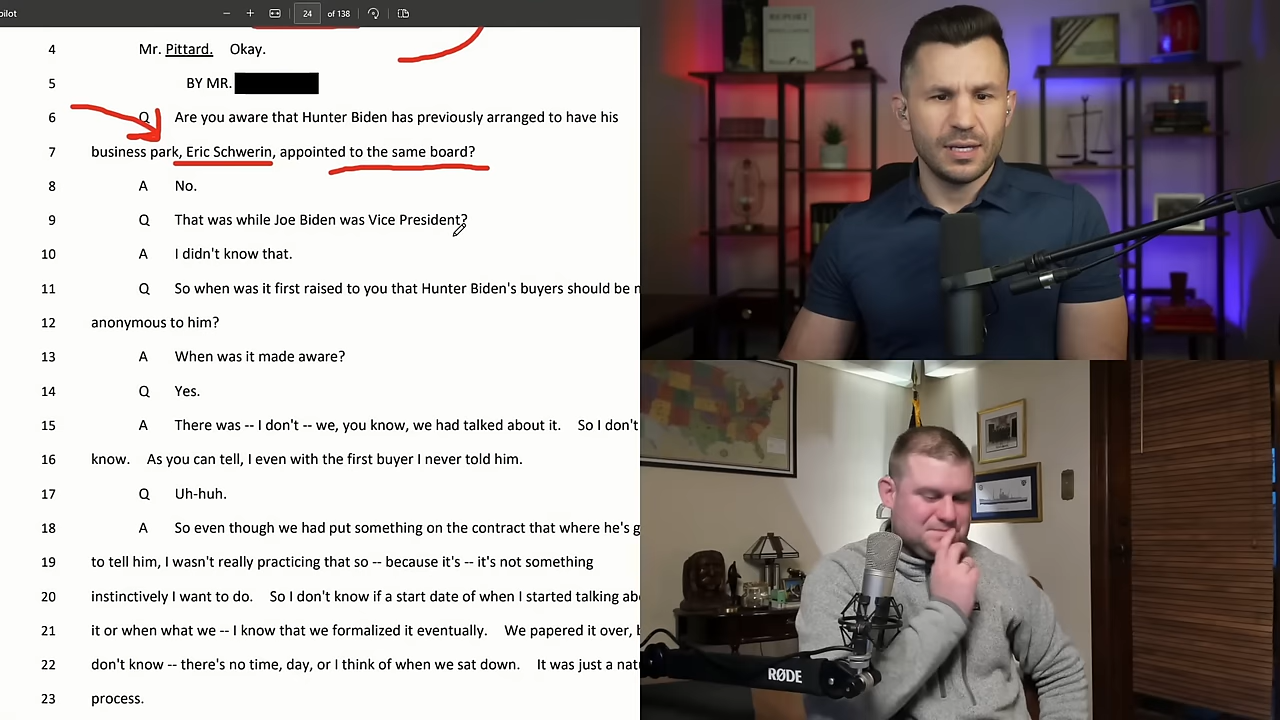 pilot
24 of 138
4 Mr. Pittard. Okay.
5 BY MR.
6 Q Are you aware that Hunter Biden has previously arranged to have his
7 business park, Eric Schwerin, appointed to the same board?
8 A No.
9 Q That was while Joe Biden was Vice President?
10 A I didn't know that.
11 Q So when was it first raised to you that Hunter Biden's buyers should be
12 anonymous to him?
13 A When was it made aware?
14 Q Yes.
15 A There was -- I don't -- we, you know, we had talked about it. So I don't
16 know. As you can tell, I even with the first buyer I never told him.
17 Q Uh-huh.
18 A So even though we had put something on the contract that where he's
19 to tell him, I wasn't really practicing that so -- because it's -- it's not something
20 instinctively I want to do. So I don't know if a start date of when I started talking
21 it or when what we -- I know that we formalized it eventually. We papered it over,
22 don't know -- there's no time, day, or I think of when we sat down. It was just a
23 process.
REPORT
RØDE